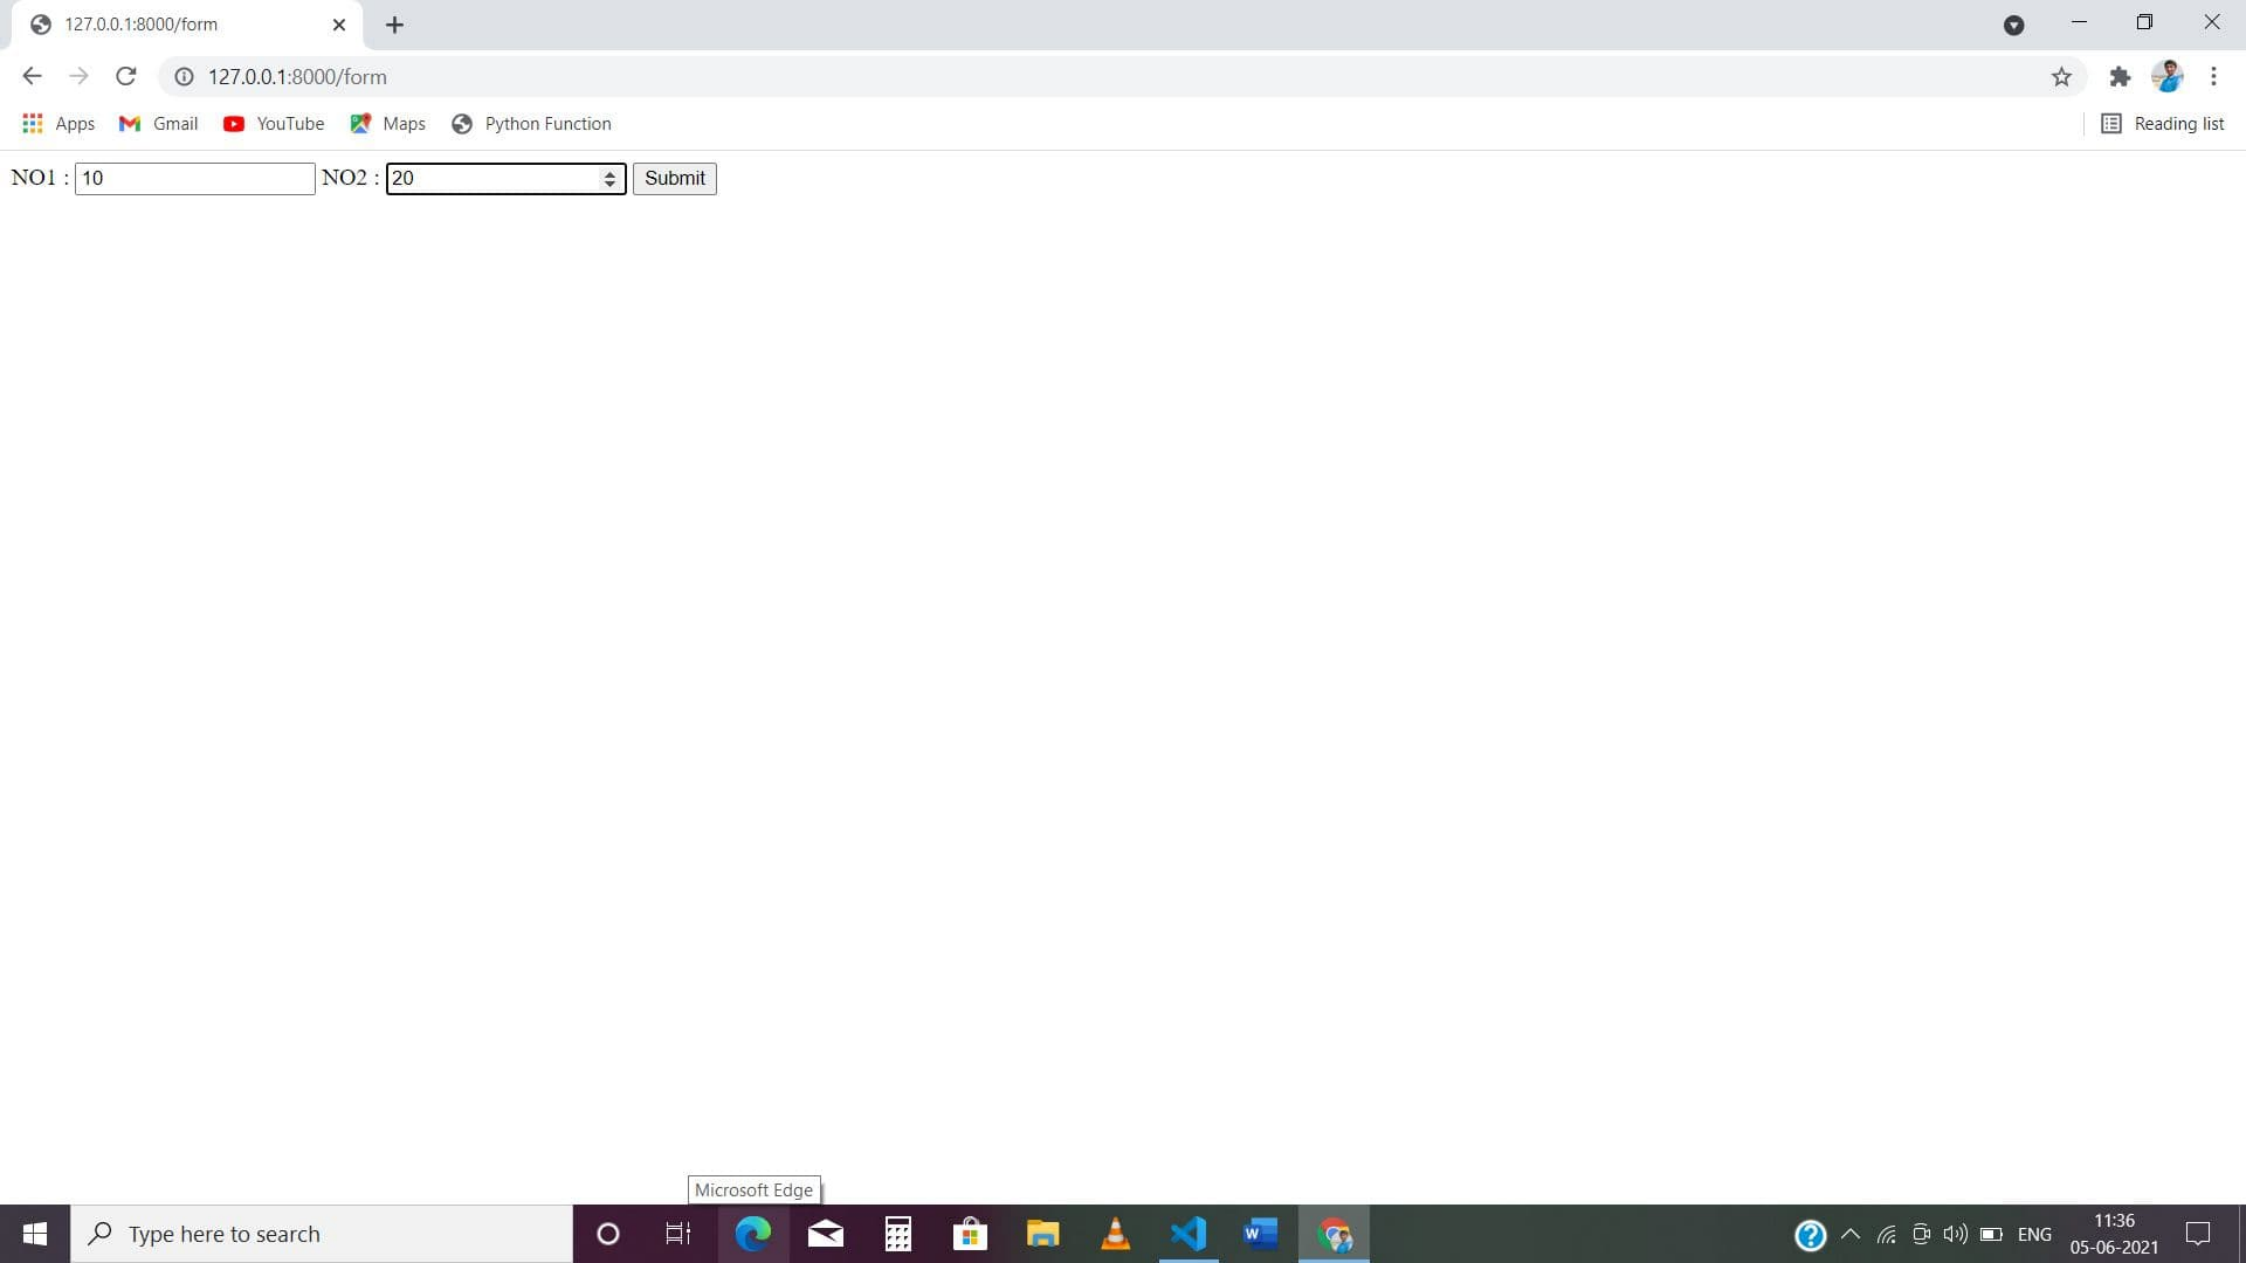 127.0.0.1:8000/form
127.0.0.1:8000/form
Apps Gmail YouTube Maps Python Function Reading list
NO1 : 10 NO2 : 20 Submit
Microsoft Edge
Type here to search
W
ENG
11:36
05-06-2021